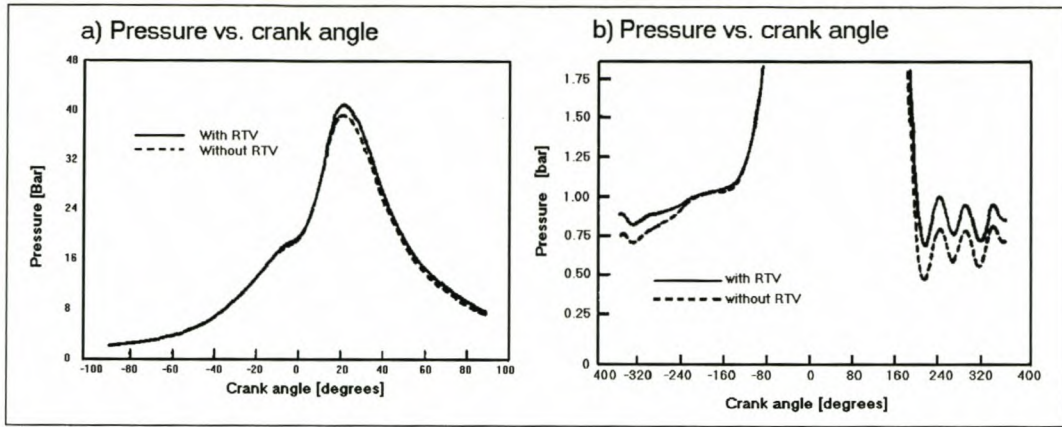 a) Pressure vs. crank angle
48
40
32
24
16
8
0
Pressure [Bar]
With RTV
Without RTV
-100 -80 -60 -40 -20 0 20 40 60 80 100
Crank angle [degrees]
b) Pressure vs. crank angle
1.75
1.50
1.25
1.00
0.75
0.50
0.25
0
Pressure [bar]
with RTV
without RTV
400 -320 -240 -160 -80 0 80 160 240 320 400
Crank angle [degrees]